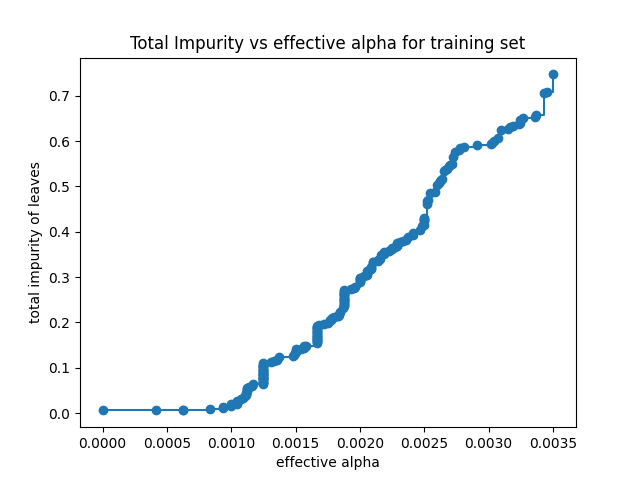 Total Impurity vs effective alpha for training set
total impurity of leaves
0.7
0.6
0.5
0.4
0.3
0.2
0.1
0.0
0.0000 0.0005 0.0010 0.0015 0.0020 0.0025 0.0030 0.0035
effective alpha